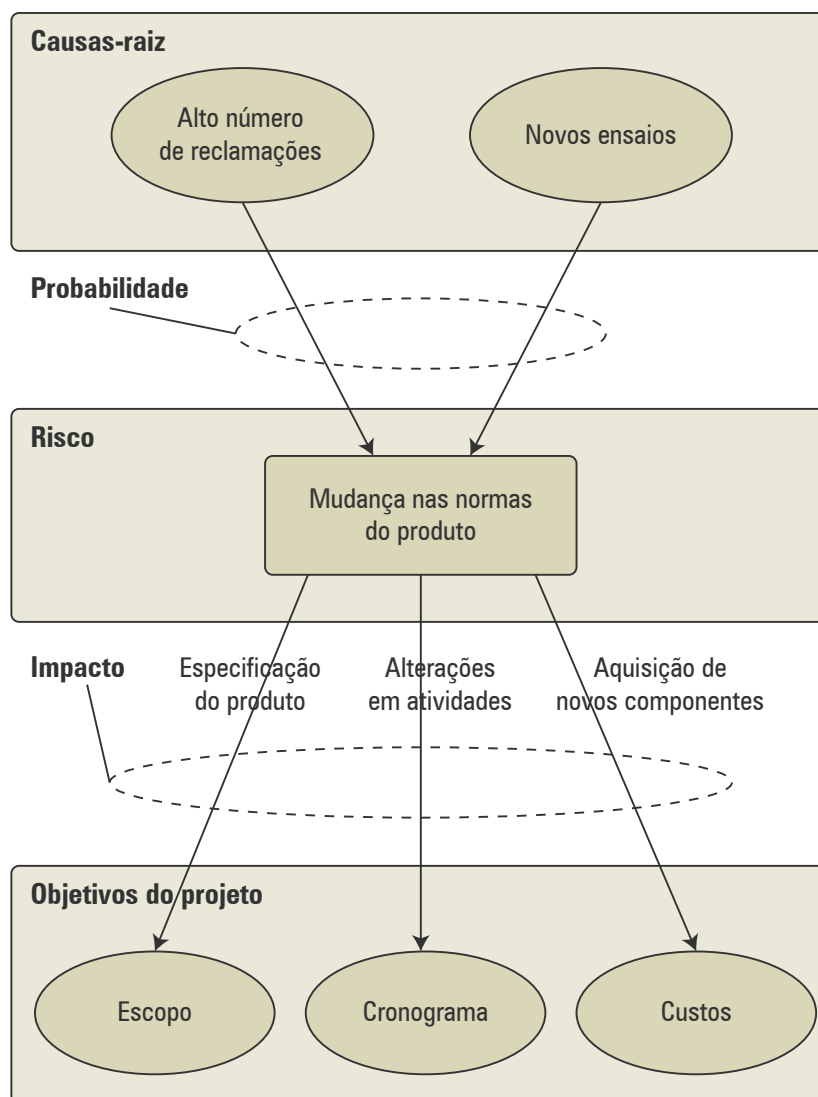 Causas-raiz
Alto número
de reclamações
Novos ensaios
Probabilidade
Risco
Mudança nas normas
do produto
Impacto
Especificação
do produto
Alterações
em atividades
Aquisição de
novos componentes
Objetivos do projeto
Escopo
Cronograma
Custos